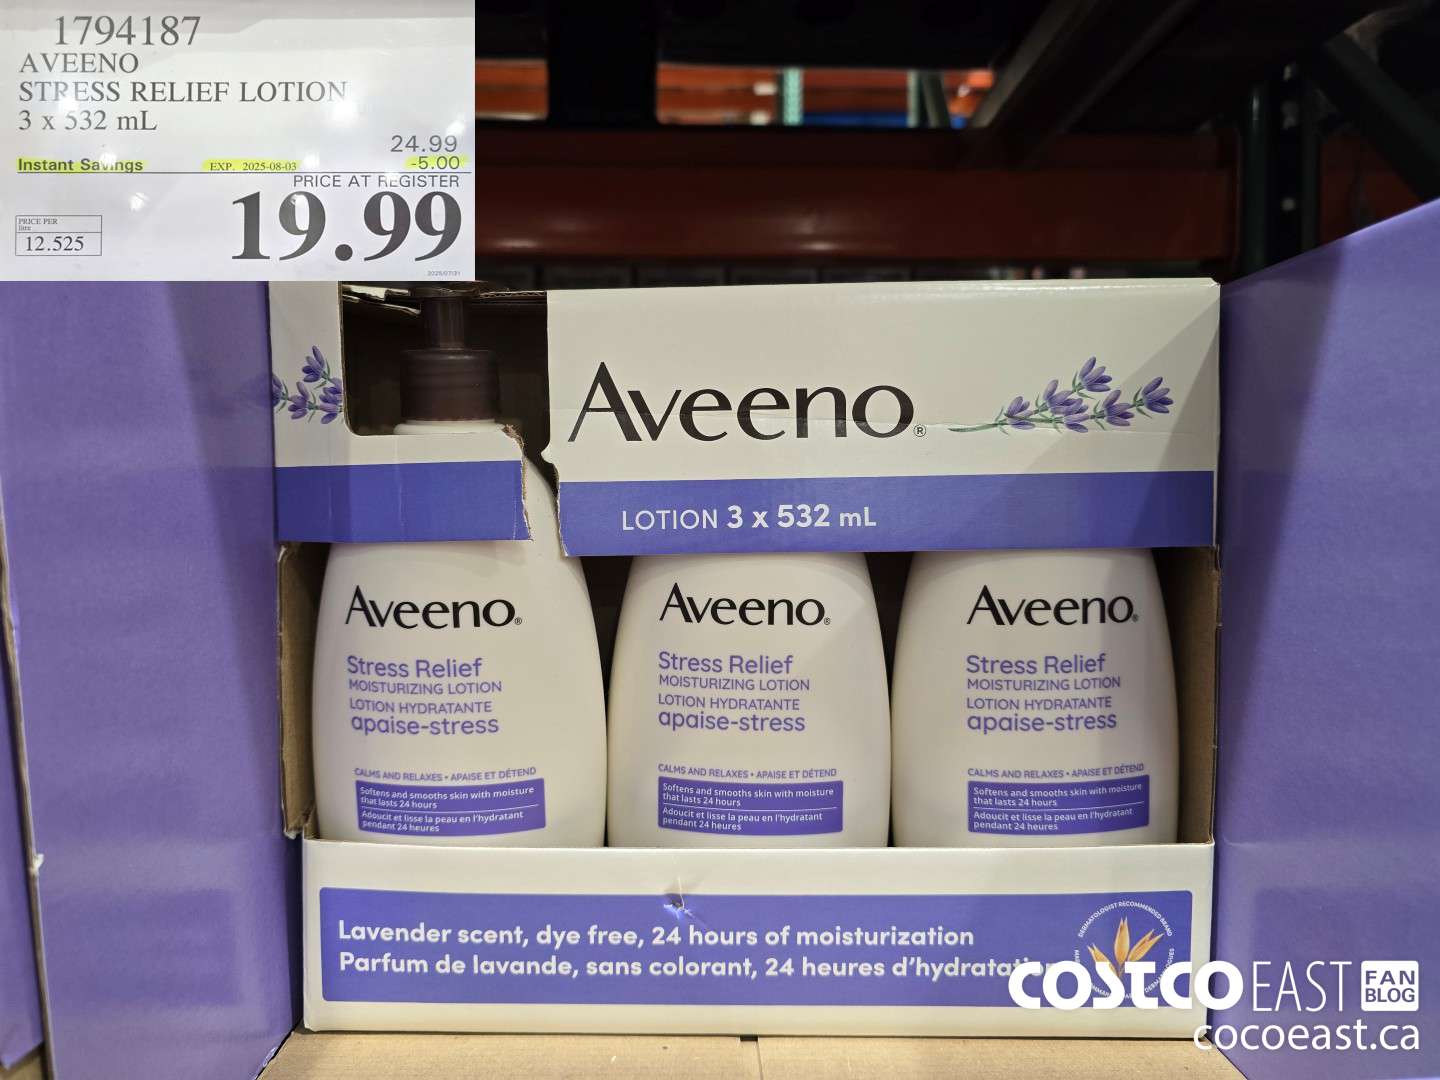 1794187
AVEENO
STRESS RELIEF LOTION
3 x 532 mL
24.99
Instant Savings EXP. 2025-08-03 -5.00
PRICE AT REGISTER
19.99
PRICE PER
litre
12.525
2025/07/21
Aveeno®
LOTION 3 x 532 mL
Aveeno®
Stress Relief
MOISTURIZING LOTION
LOTION HYDRATANTE
apaise-stress
CALMS AND RELAXES • APAISE ET DÉTEND
Softens and smooths skin with moisture
that lasts 24 hours
Adoucit et lisse la peau en l'hydratant
pendant 24 heures
Aveeno®
Stress Relief
MOISTURIZING LOTION
LOTION HYDRATANTE
apaise-stress
CALMS AND RELAXES • APAISE ET DÉTEND
Softens and smooths skin with moisture
that lasts 24 hours
Adoucit et lisse la peau en l'hydratant
pendant 24 heures
Aveeno®
Stress Relief
MOISTURIZING LOTION
LOTION HYDRATANTE
apaise-stress
CALMS AND RELAXES • APAISE ET DÉTEND
Softens and smooths skin with moisture
that lasts 24 hours
Adoucit et lisse la peau en l'hydratant
pendant 24 heures
Lavender scent, dye free, 24 hours of moisturization
Parfum de lavande, sans colorant, 24 heures d'hydratation
DERMATOLOGIST RECOMMENDED BRAND
COSTCO EAST FAN
BLOG
cocoeast.ca